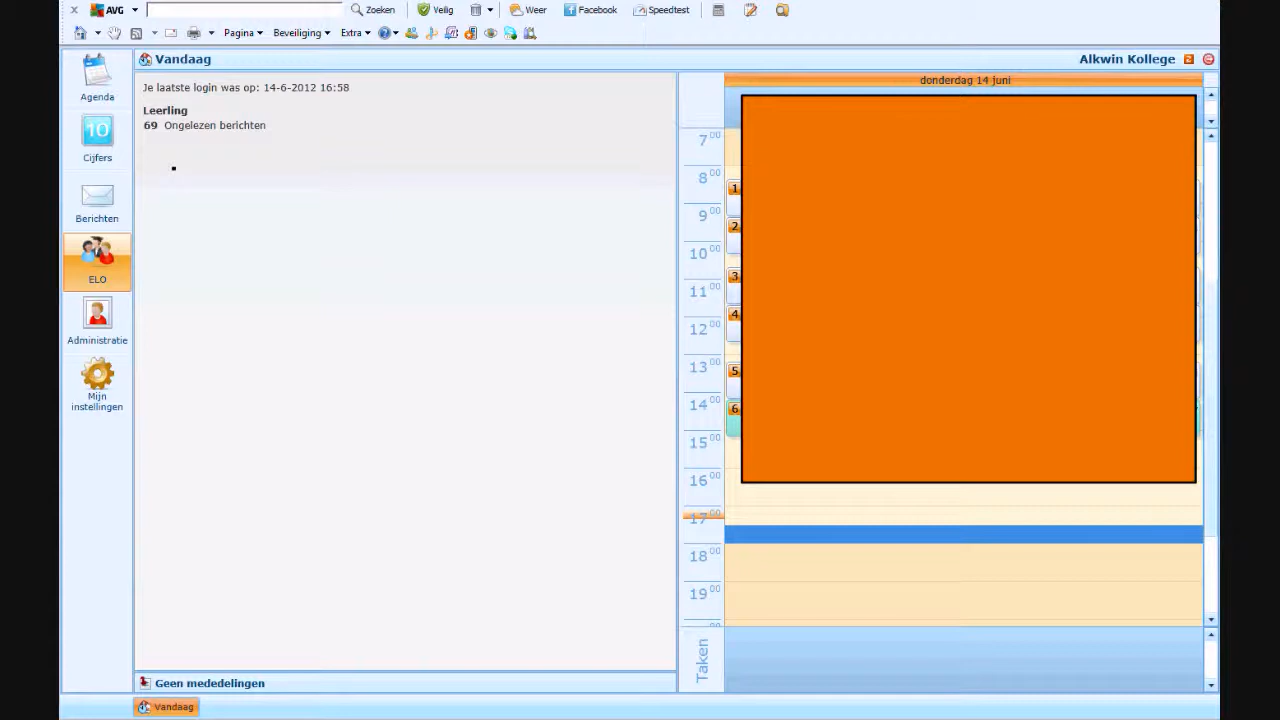 AVG Zoeken Veilig Weer Facebook Speedtest
Pagina Beveiliging Extra
Vandaag
Alkwin Kollege 2
Agenda
10
Cijfers
Berichten
ELO
Administratie
Mijn
instellingen
Je laatste login was op: 14-6-2012 16:58
Leerling
69 Ongelezen berichten
donderdag 14 juni
7 00
8 00
1
9 00
2
10 00
3
11 00
4
12 00
13 00
5
14 00
6
15 00
16 00
17 00
18 00
19 00
Taken
Geen mededelingen
Vandaag